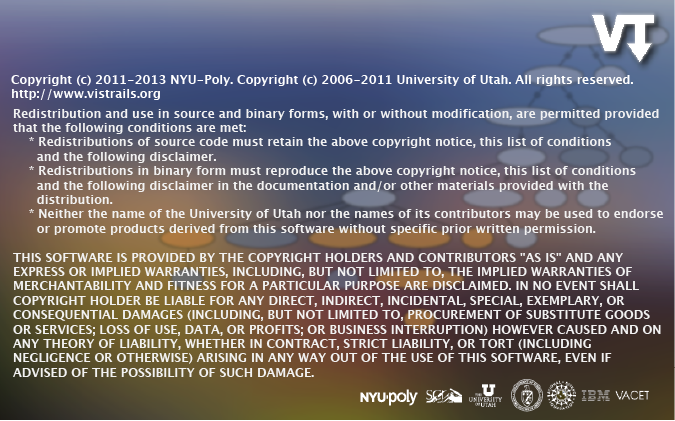 VT
Copyright (c) 2011-2013 NYU-Poly. Copyright (c) 2006-2011 University of Utah. All rights reserved.
http://www.vistrails.org
Redistribution and use in source and binary forms, with or without modification, are permitted provided
that the following conditions are met:
* Redistributions of source code must retain the above copyright notice, this list of conditions
and the following disclaimer.
* Redistributions in binary form must reproduce the above copyright notice, this list of conditions
and the following disclaimer in the documentation and/or other materials provided with the
distribution.
* Neither the name of the University of Utah nor the names of its contributors may be used to endorse
or promote products derived from this software without specific prior written permission.
THIS SOFTWARE IS PROVIDED BY THE COPYRIGHT HOLDERS AND CONTRIBUTORS "AS IS" AND ANY
EXPRESS OR IMPLIED WARRANTIES, INCLUDING, BUT NOT LIMITED TO, THE IMPLIED WARRANTIES OF
MERCHANTABILITY AND FITNESS FOR A PARTICULAR PURPOSE ARE DISCLAIMED. IN NO EVENT SHALL
COPYRIGHT HOLDER BE LIABLE FOR ANY DIRECT, INDIRECT, INCIDENTAL, SPECIAL, EXEMPLARY, OR
CONSEQUENTIAL DAMAGES (INCLUDING, BUT NOT LIMITED TO, PROCUREMENT OF SUBSTITUTE GOODS
OR SERVICES; LOSS OF USE, DATA, OR PROFITS; OR BUSINESS INTERRUPTION) HOWEVER CAUSED AND ON
ANY THEORY OF LIABILITY, WHETHER IN CONTRACT, STRICT LIABILITY, OR TORT (INCLUDING
NEGLIGENCE OR OTHERWISE) ARISING IN ANY WAY OUT OF THE USE OF THIS SOFTWARE, EVEN IF
ADVISED OF THE POSSIBILITY OF SUCH DAMAGE.
NYU·poly SCI THE UNIVERSITY OF UTAH IBM VACET